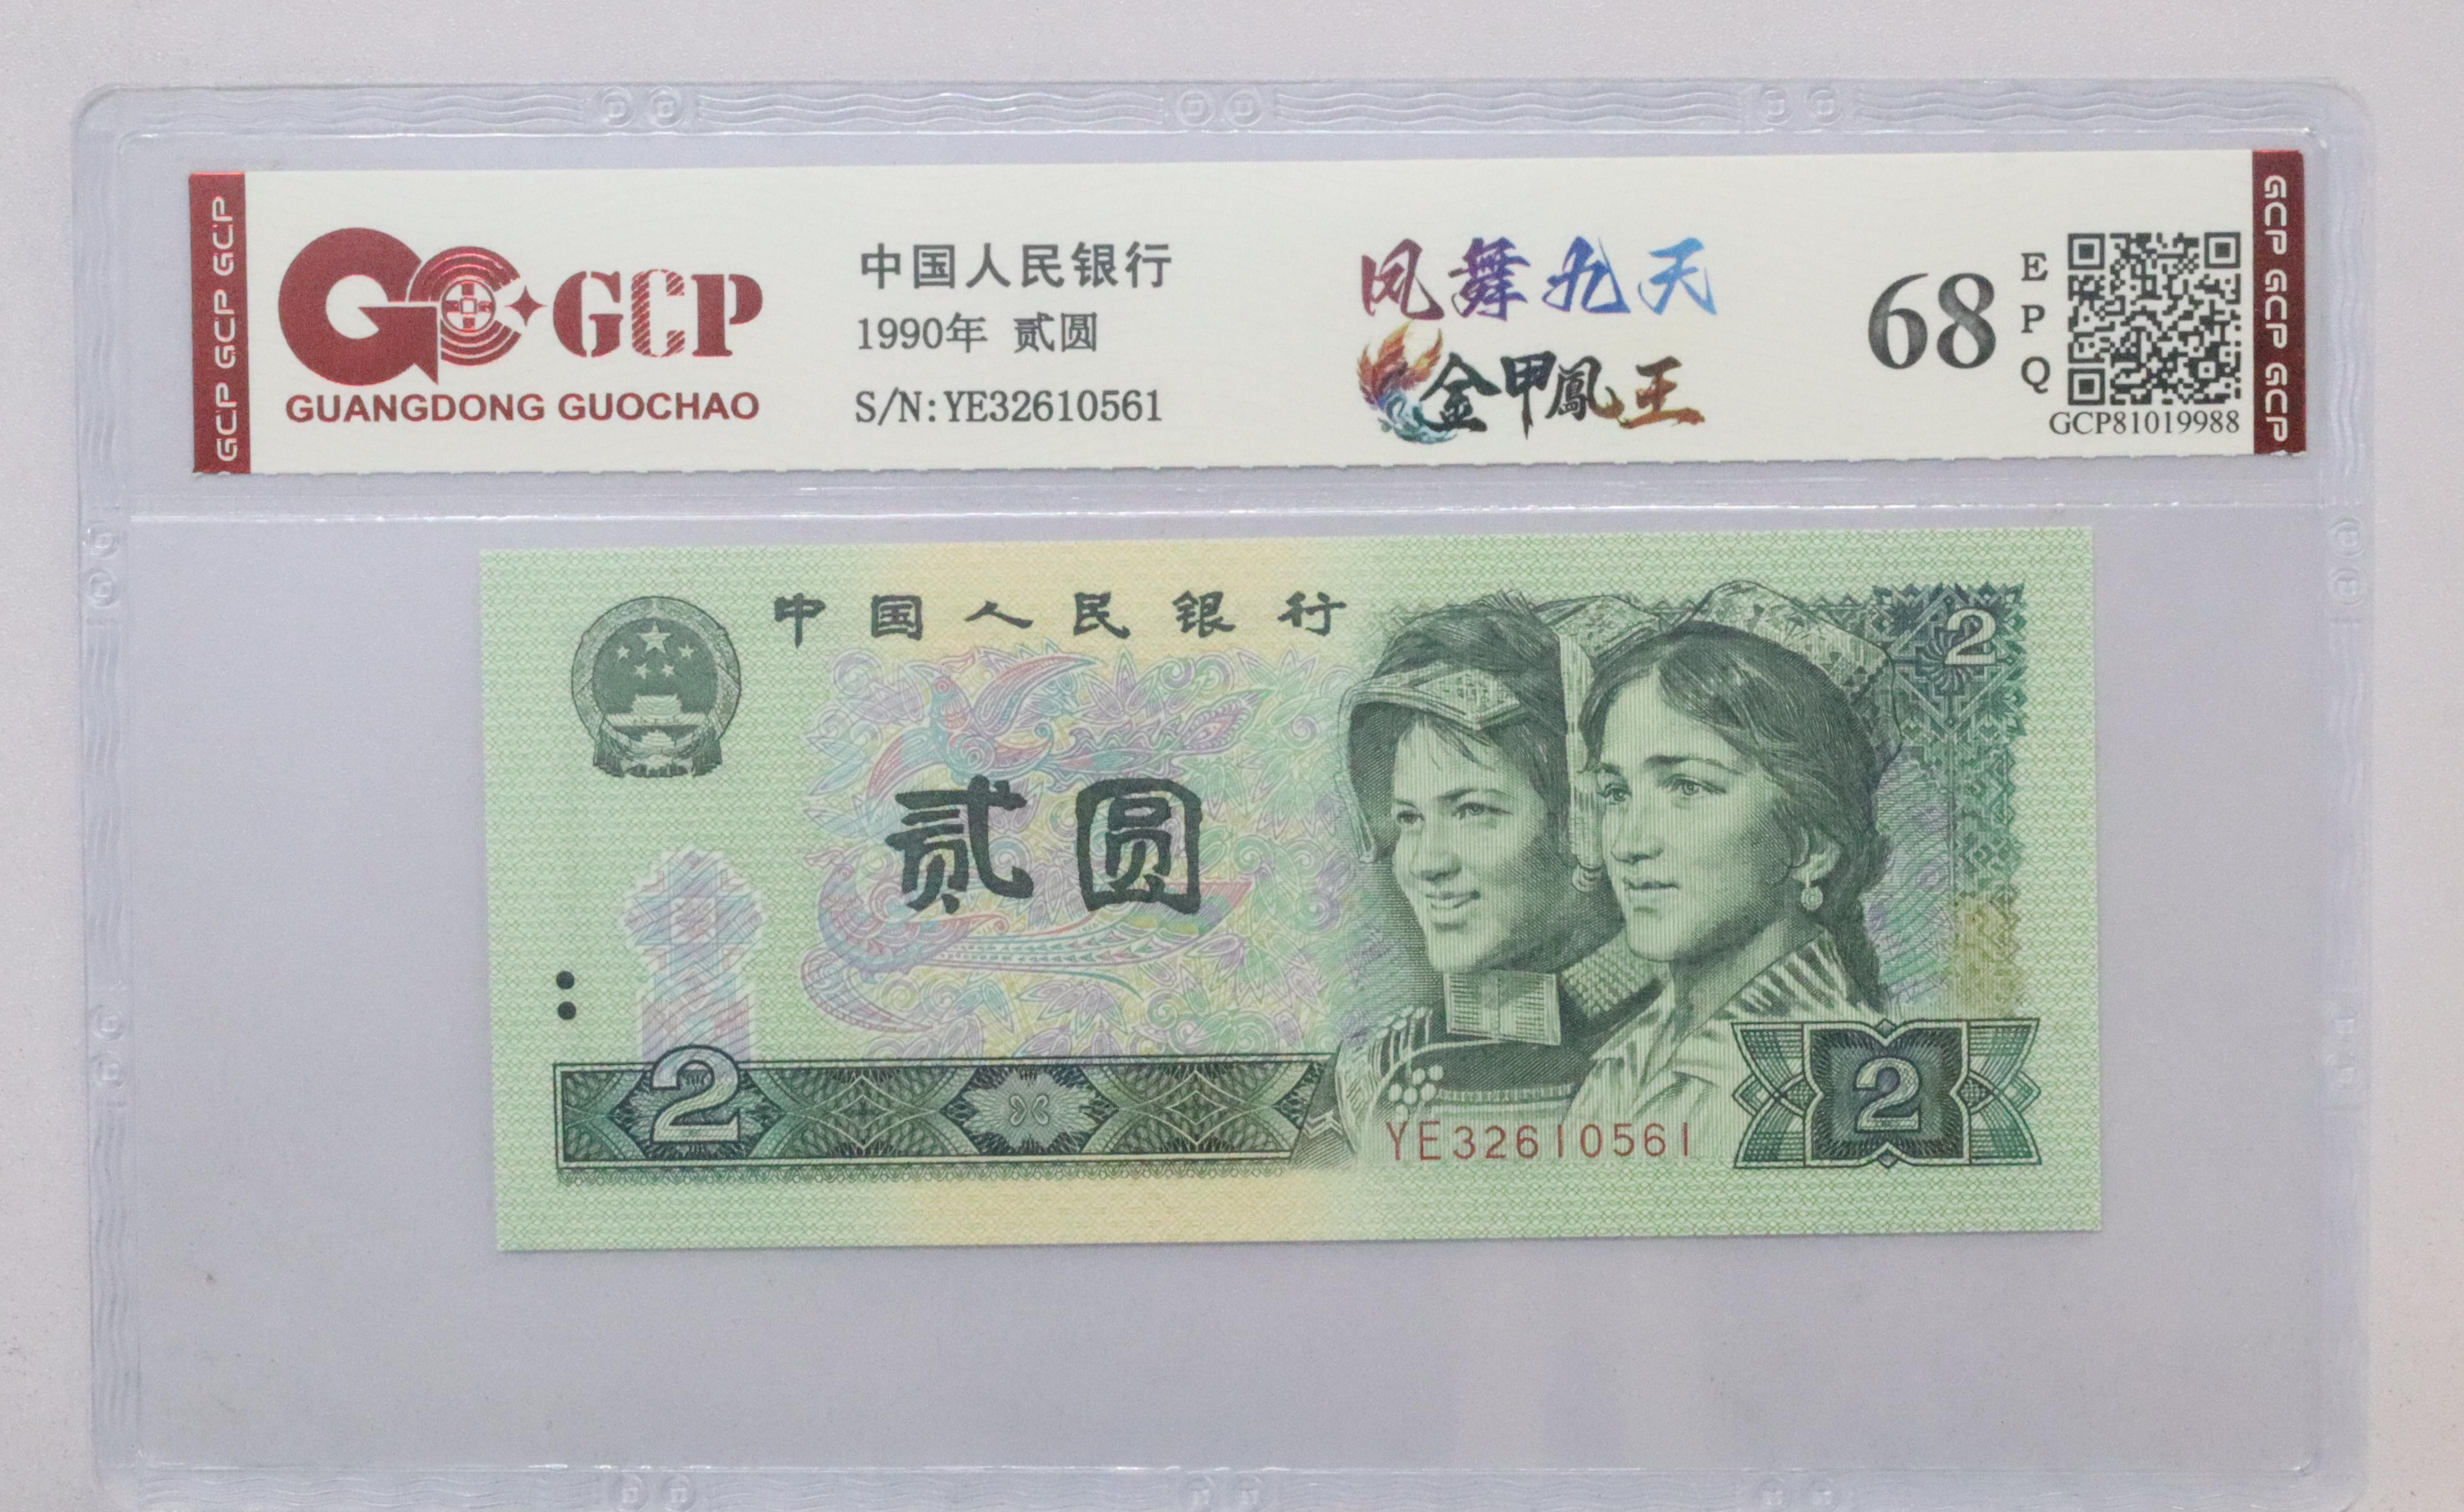 GCP GCP GCP
GCP
GUANGDONG GUOCHAO
中国人民银行
1990年 贰圆
S/N:YE32610561
凤舞九天
金甲鳳王
68
EPQ
GCP81019988
GCP GCP GCP
中国人民银行
2
贰圆
2
YE32610561
2